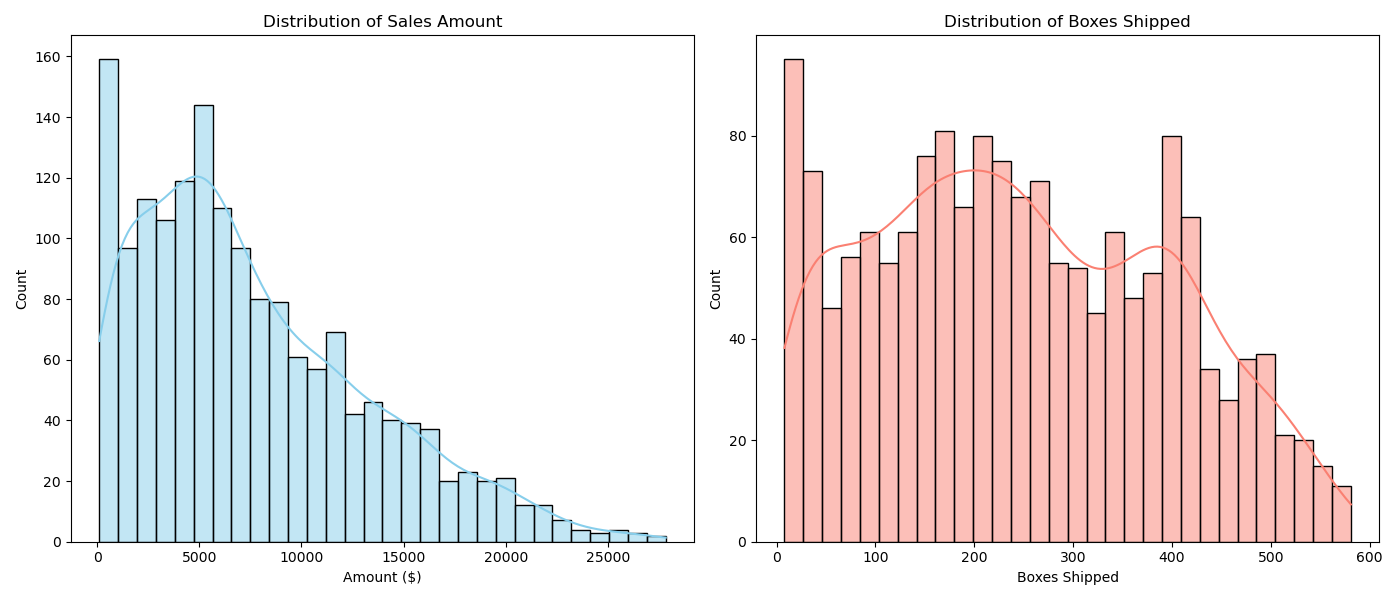 Distribution of Sales Amount
Count
160
140
120
100
80
60
40
20
0
0 5000 10000 15000 20000 25000
Amount ($)
Distribution of Boxes Shipped
Count
80
60
40
20
0
0 100 200 300 400 500 600
Boxes Shipped